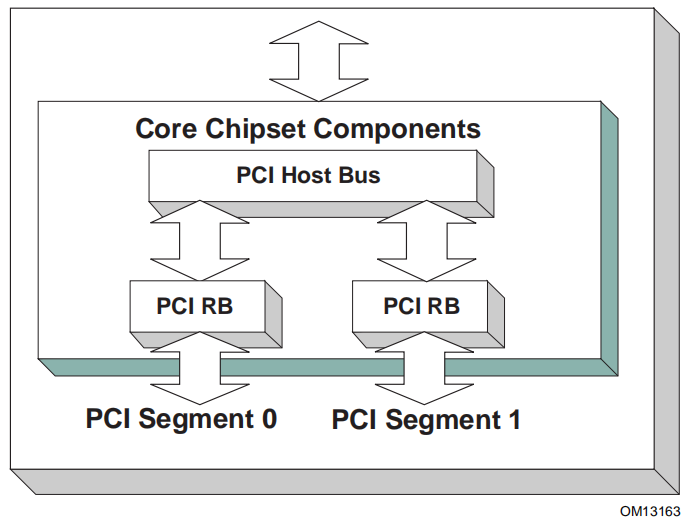 Core Chipset Components
PCI Host Bus
PCI RB
PCI RB
PCI Segment 0
PCI Segment 1
OM13163